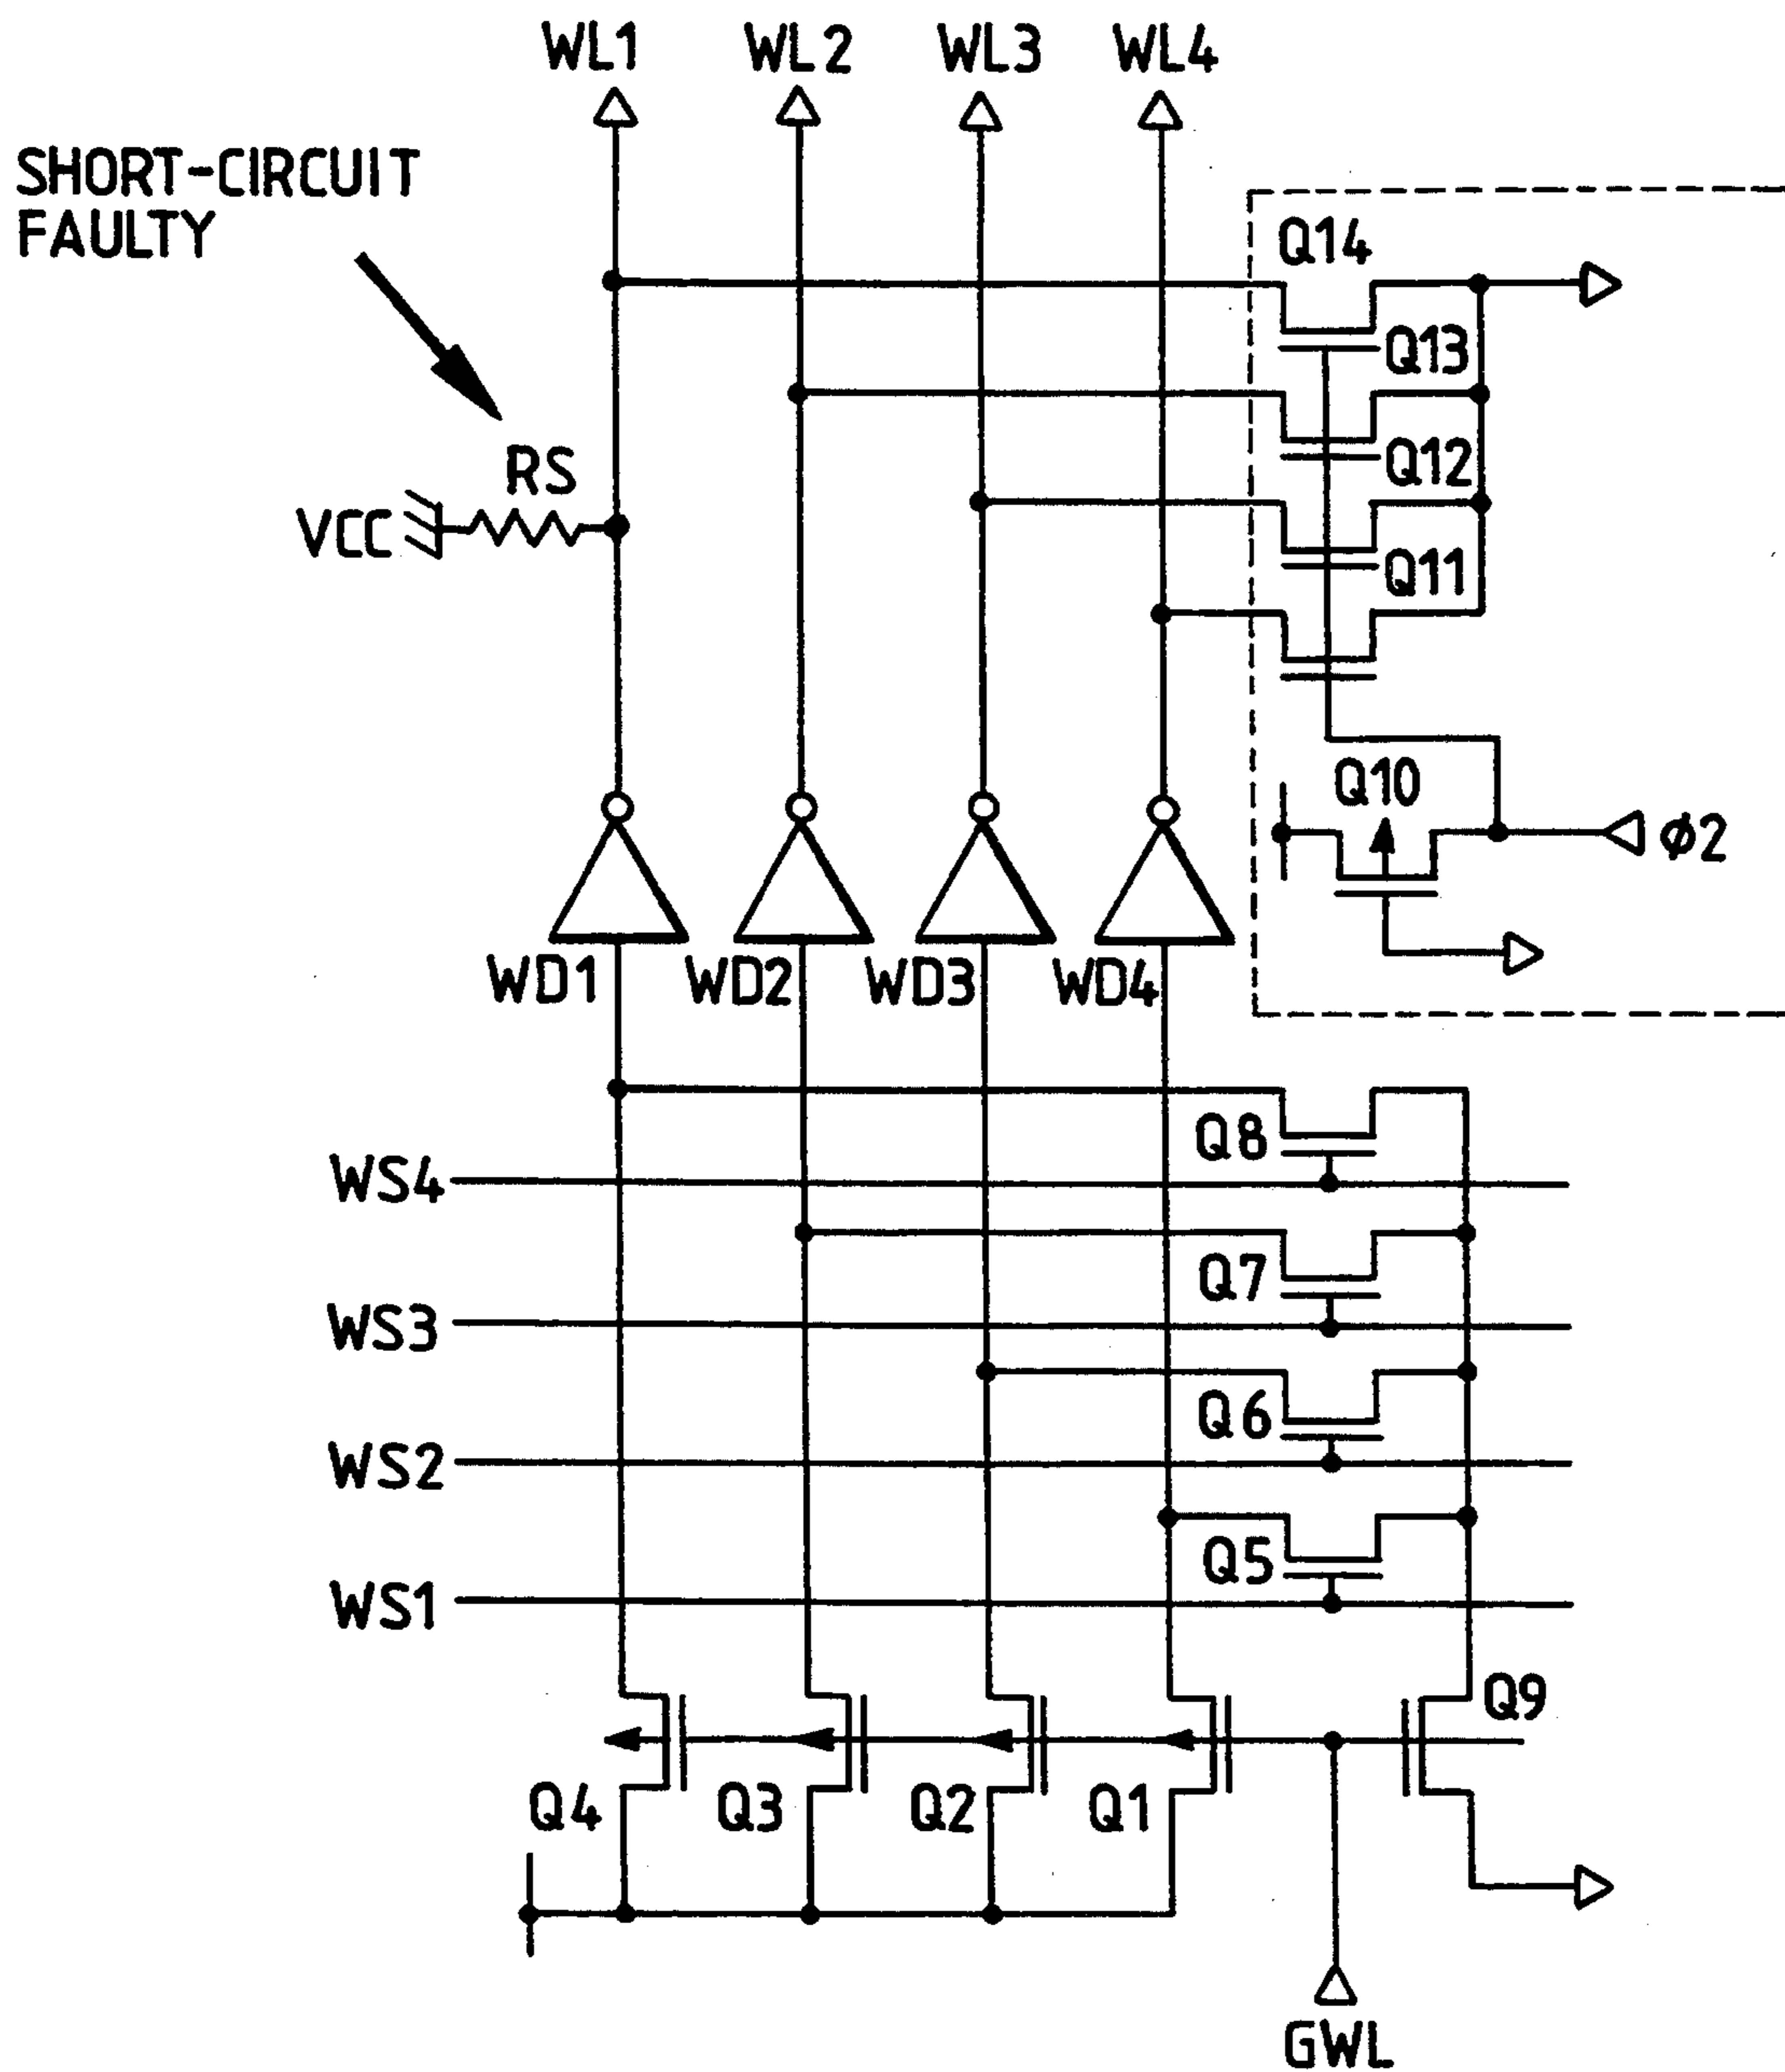 WL1 WL2 WL3 WL4
SHORT-CIRCUIT
FAULTY
Q14
Q13
RS
Q12
VCC
Q11
Q10
φ2
WD1 WD2 WD3 WD4
Q8
WS4
Q7
WS3
Q6
WS2
Q5
WS1
Q9
Q4 Q3 Q2 Q1
GWL